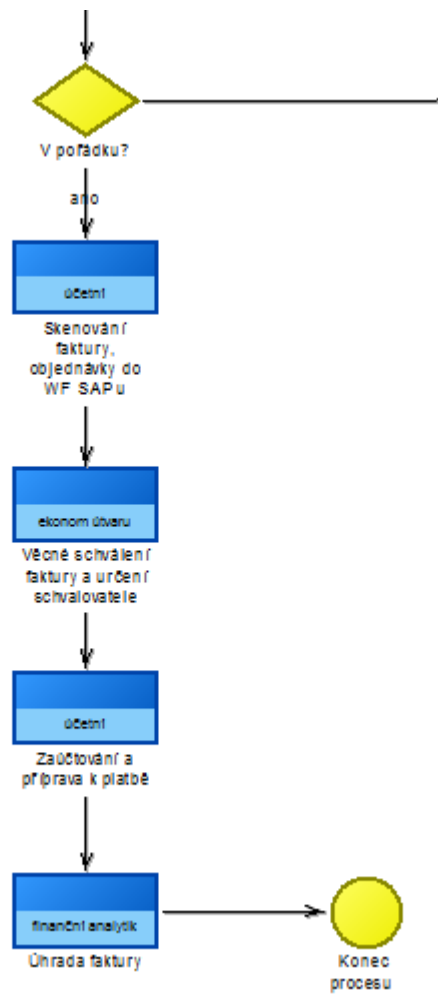 V pořádku?
ano
účetní
Skenování
faktury,
objednávky do
WF SAPu
ekonom útvaru
Věcné schválení
faktury a určení
schvalovatele
účetní
Zaúčtování a
příprava k platbě
finanční analytik
Úhrada faktury
Konec
procesu